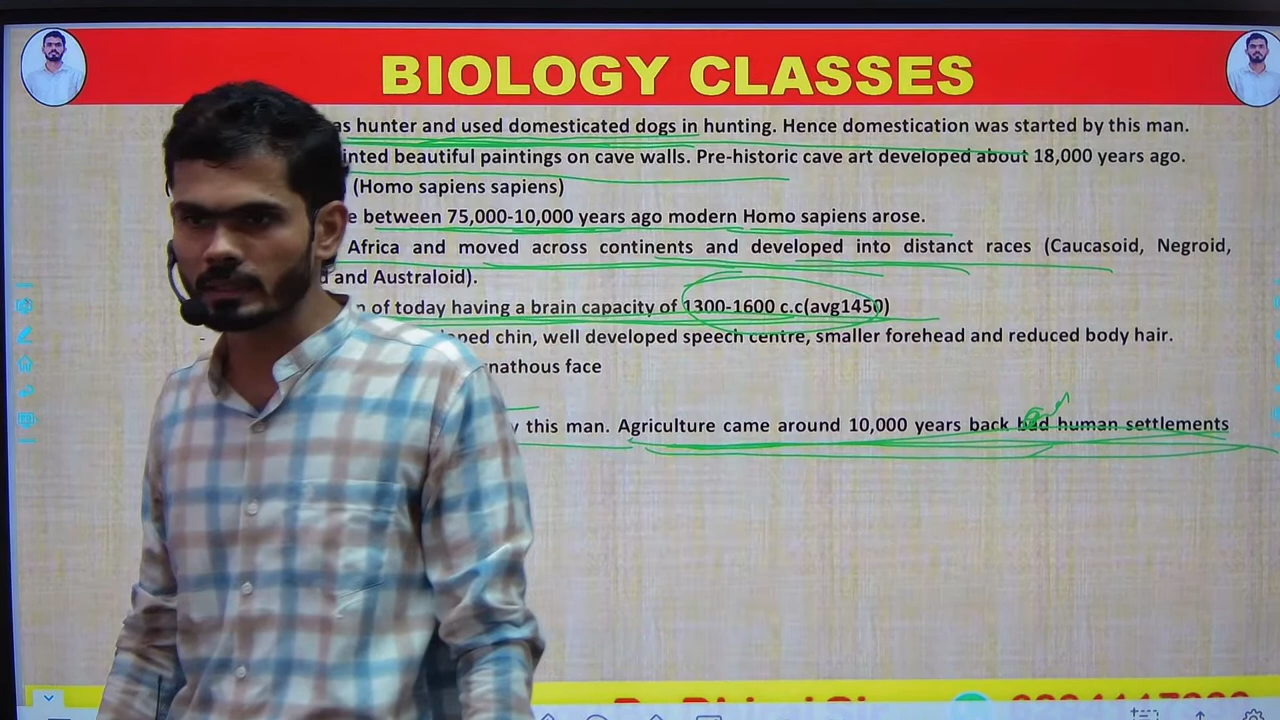 BIOLOGY CLASSES
as hunter and used domesticated dogs in hunting. Hence domestication was started by this man.
inted beautiful paintings on cave walls. Pre-historic cave art developed about 18,000 years ago.
(Homo sapiens sapiens)
e between 75,000-10,000 years ago modern Homo sapiens arose.
Africa and moved across continents and developed into distanct races (Caucasoid, Negroid,
d and Australoid).
n of today having a brain capacity of 1300-1600 c.c(avg1450)
ped chin, well developed speech centre, smaller forehead and reduced body hair.
nathous face
this man. Agriculture came around 10,000 years back bad human settlements